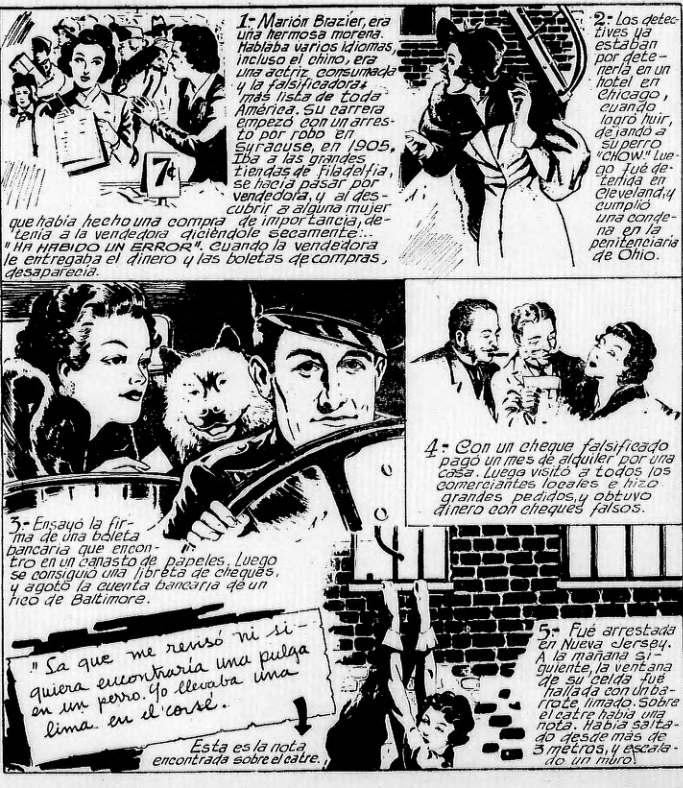 1.- Marión Brazier, era
una hermosa morena.
Hablaba varios idiomas,
incluso el chino, era
una actriz consumada
y la falsificadora
más lista de toda
América. Su carrera
empezó con un arres-
to por robo en
Syracuse, en 1905,
Iba a las grandes
tiendas de Filadelfia,
se hacía pasar por
vendedora, y al des-
cubrir a alguna mujer
que había hecho una compra de importancia, de-
tenía a la vendedora diciéndole secamente:..
"HA HABIDO UN ERROR". Cuando la vendedora
le entregaba el dinero y las boletas de compras,
desaparecía.
7¢
2.- Los detec-
tives ya
estaban
por dete-
nerla en un
hotel en
Chicago,
cuando
logró huir,
dejando a
su perro
"CHOW." Lue-
go fué de-
tenida en
Cleveland, y
cumplió
una conde-
na en la
penitenciaria
de Ohio.
3.- Ensayó la fir-
ma de una boleta
bancaria que encon-
tro en un canasto de papeles. Luego
se consiguió una libreta de cheques,
y agotó la cuenta bancaria de un
rico de Baltimore.
4.- Con un cheque falsificado
pagó un mes de alquiler por una
casa. Luego visitó a todos los
comerciantes locales e hizo
grandes pedidos, y obtuvo
dinero con cheques falsos.
"La que me revisó ni si-
quiera encontraría una pulga
en un perro. Yo llevaba una
lima en el corsé.
Esta es la nota
encontrada sobre el catre.
5.- Fué arrestada
en Nueva Jersey.
A la mañana si-
guiente, la ventana
de su celda fué
hallada con un ba-
rrote limado. Sobre
el catre había una
nota. Había salta-
do desde más de
3 metros, y escala-
do un muro!